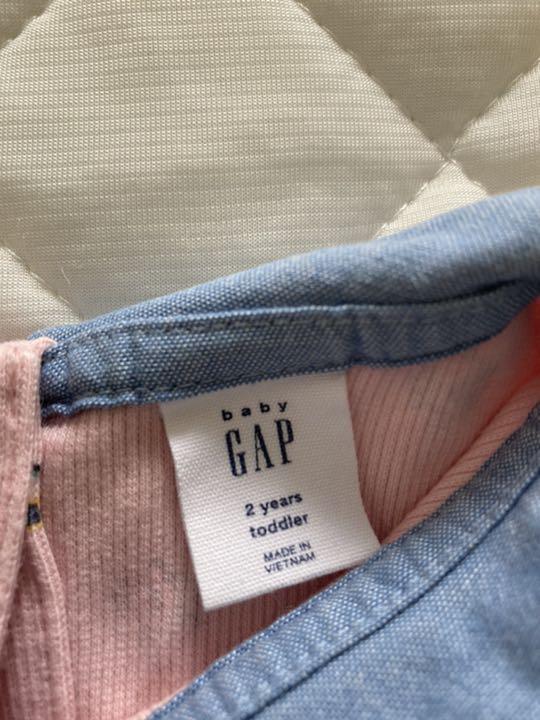 baby
GAP
2 years
toddler
MADE IN
VIETNAM